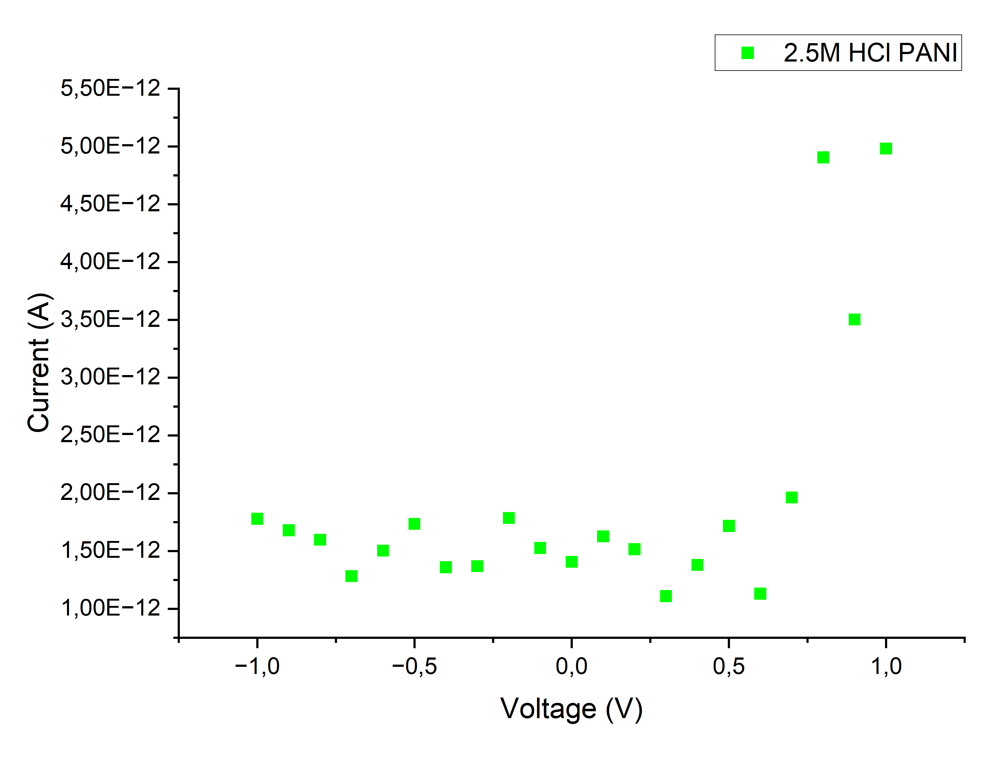 2.5M HCl PANI
5,50E−12
5,00E−12
4,50E−12
4,00E−12
3,50E−12
3,00E−12
2,50E−12
2,00E−12
1,50E−12
1,00E−12
Current (A)
−1,0 −0,5 0,0 0,5 1,0
Voltage (V)